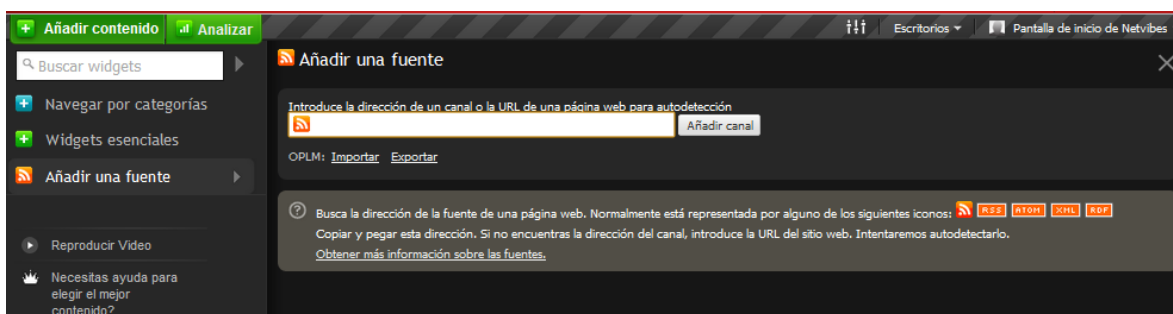 Añadir contenido
Analizar
Escritorios
Pantalla de inicio de Netvibes
Buscar widgets
Navegar por categorías
Widgets esenciales
Añadir una fuente
Reproducir Video
Necesitas ayuda para
elegir el mejor
contenido?
Añadir una fuente
Introduce la dirección de un canal o la URL de una página web para autodetección
Añadir canal
OPLM: Importar Exportar
Busca la dirección de la fuente de una página web. Normalmente está representada por alguno de los siguientes iconos: RSS ATOM XML RDF
Copiar y pegar esta dirección. Si no encuentras la dirección del canal, introduce la URL del sitio web. Intentaremos autodetectarlo.
Obtener más información sobre las fuentes.